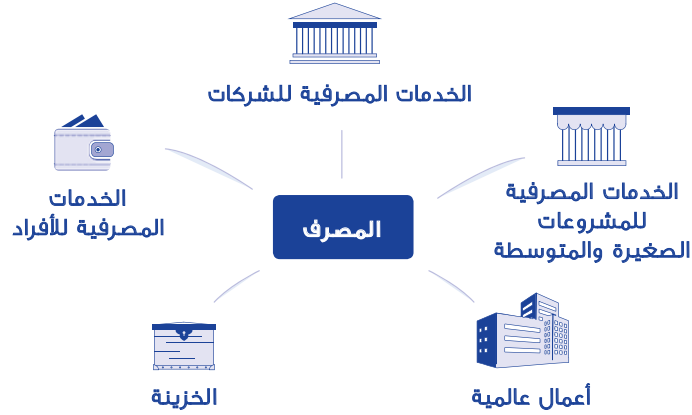 الخدمات المصرفية للشركات
الخدمات المصرفية
للمشروعات
الصغيرة والمتوسطة
الخدمات
المصرفية للأفراد
المصرف
أعمال عالمية
الخزينة